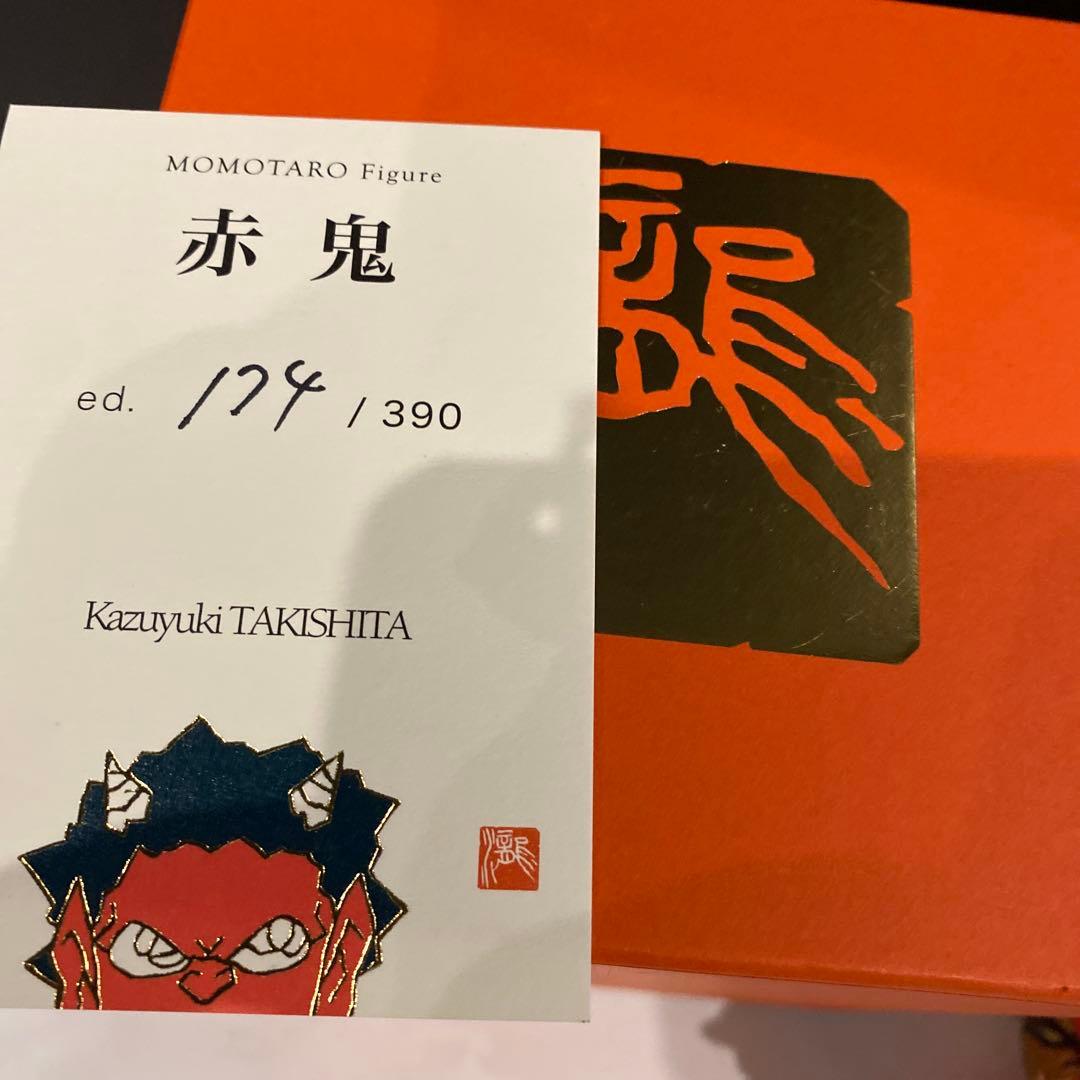 MOMOTARO Figure
赤鬼
ed. 174 / 390
Kazuyuki TAKISHITA